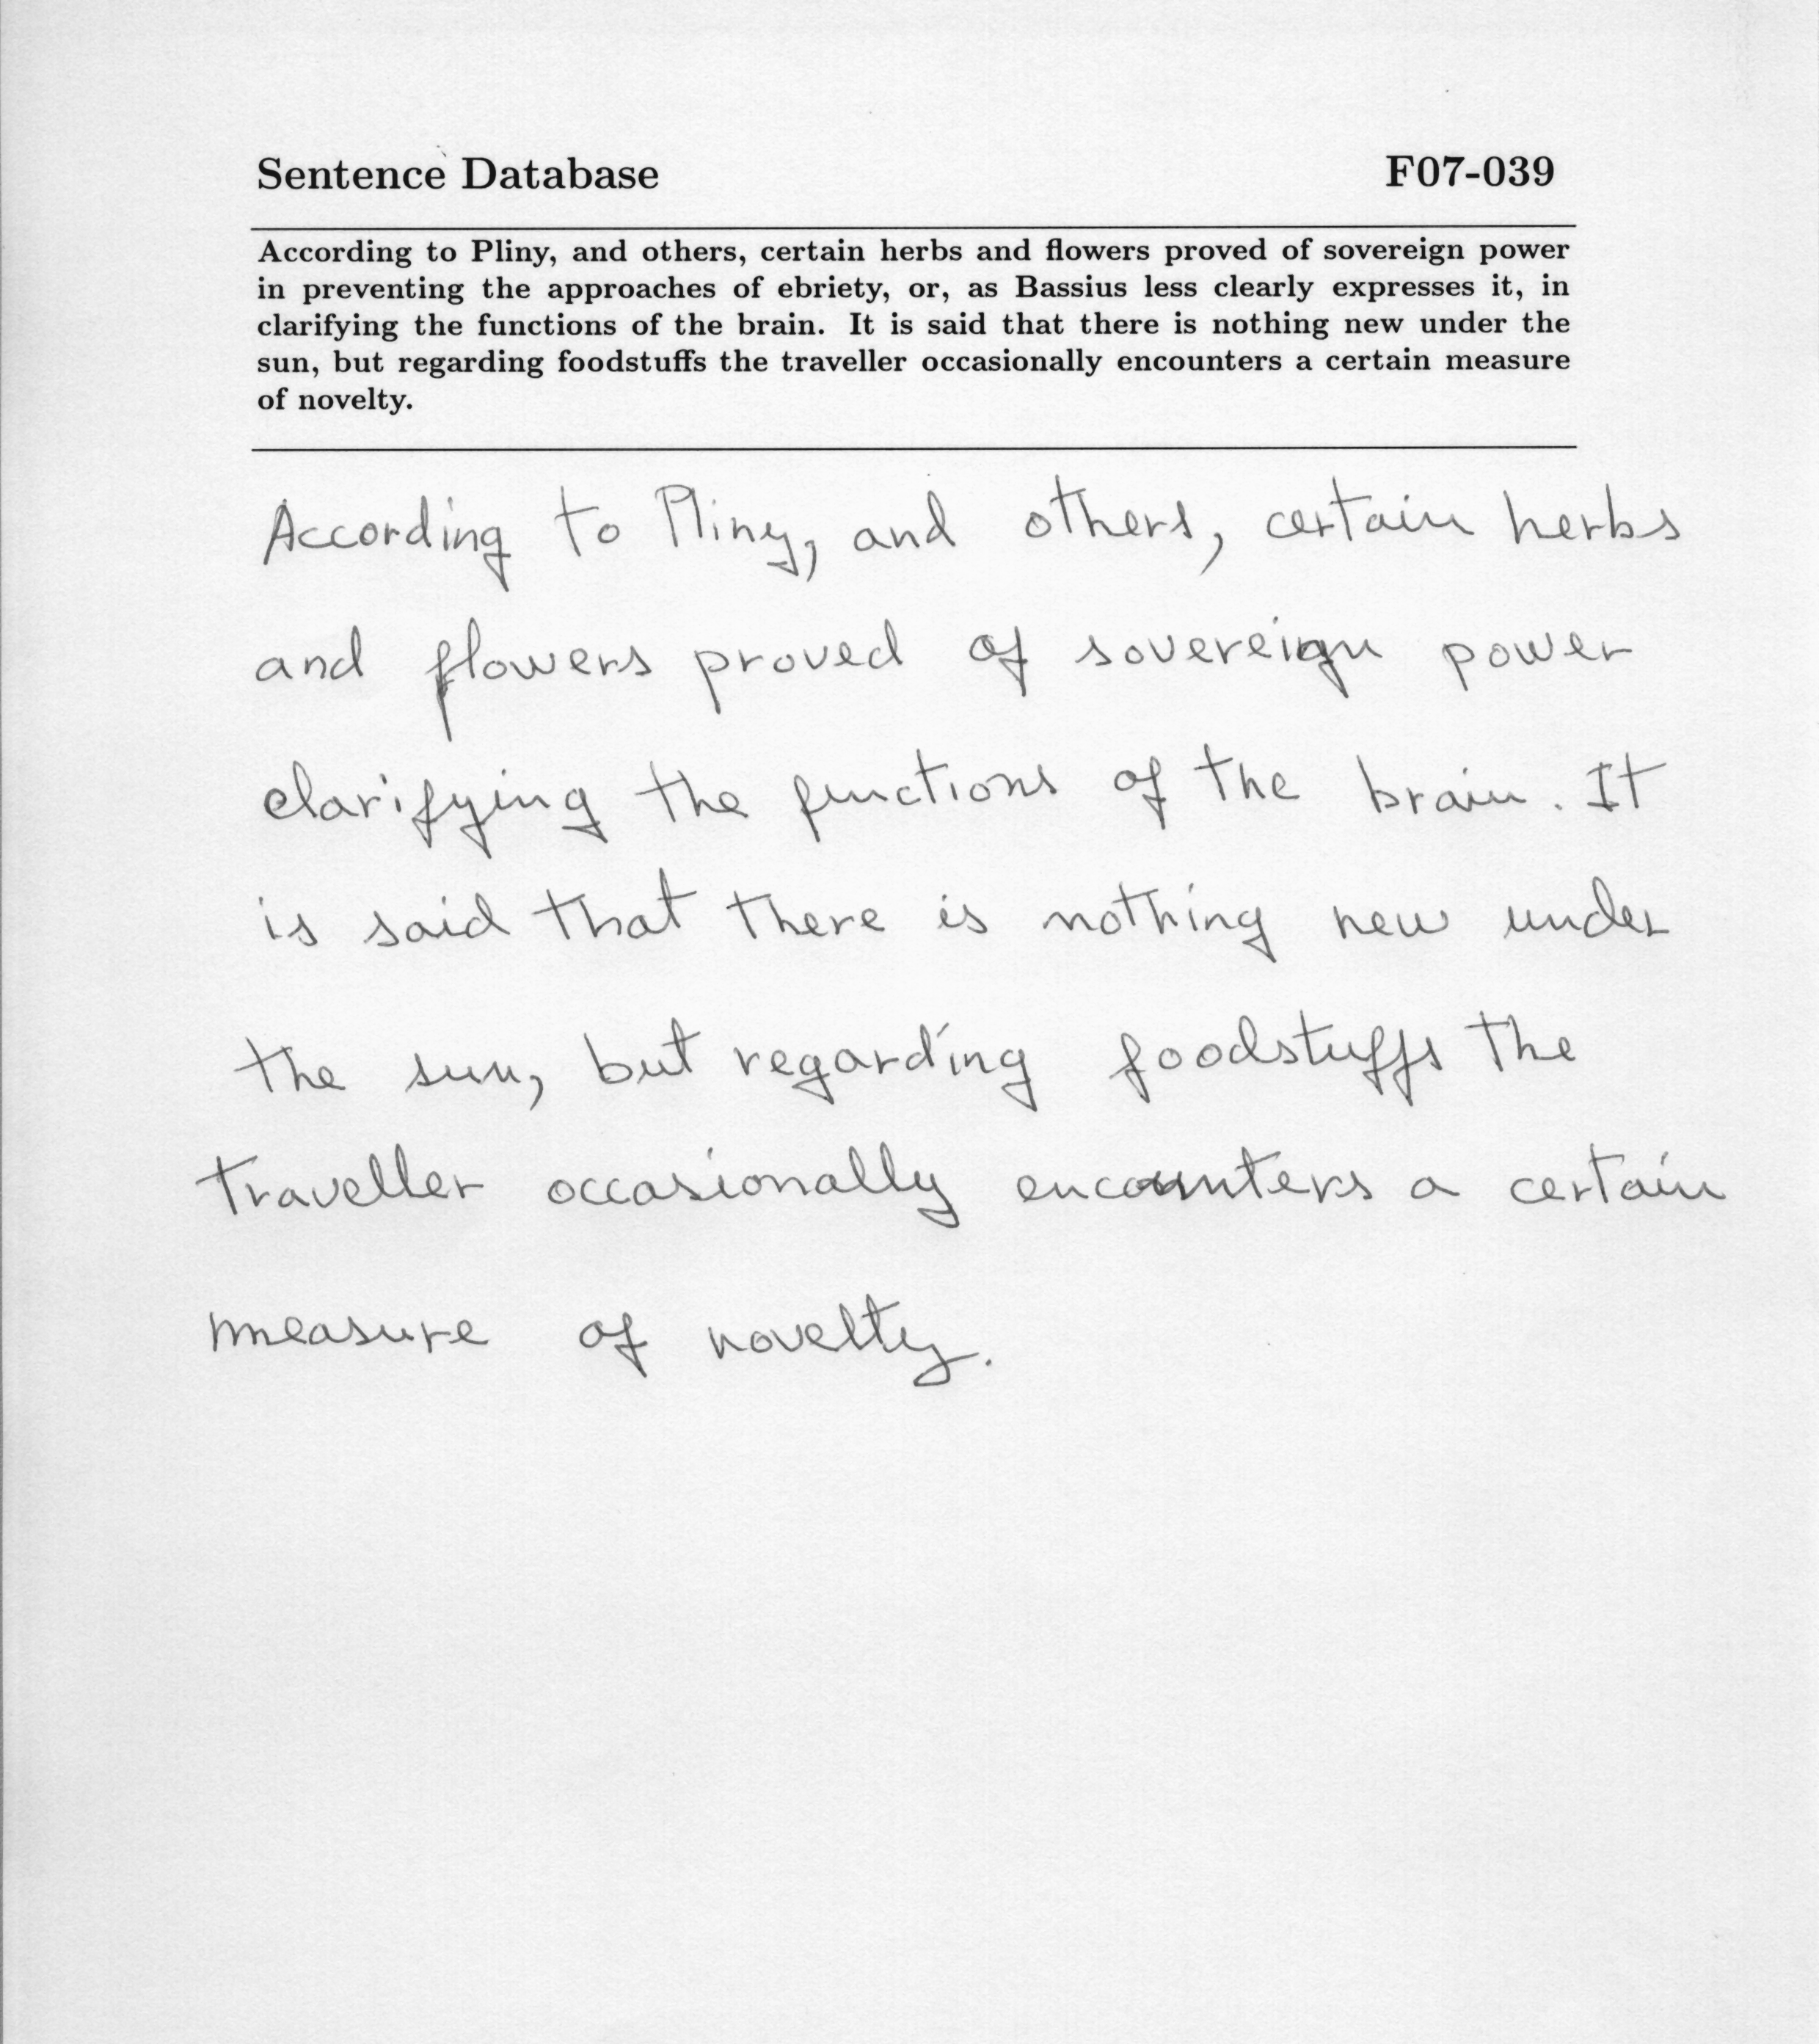 Sentence Database F07-039
According to Pliny, and others, certain herbs and flowers proved of sovereign power
in preventing the approaches of ebriety, or, as Bassius less clearly expresses it, in
clarifying the functions of the brain. It is said that there is nothing new under the
sun, but regarding foodstuffs the traveller occasionally encounters a certain measure
of novelty.
According to Pliny, and others, certain herbs
and flowers proved of sovereign power
clarifying the functions of the brain. It
is said that there is nothing new under
the sun, but regarding foodstuffs the
traveller occasionally encounters a certain
measure of novelty.